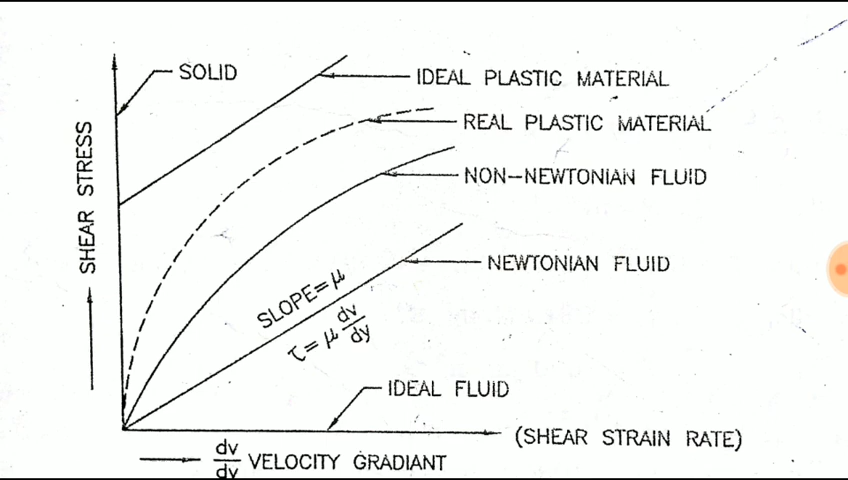 SOLID
IDEAL PLASTIC MATERIAL
REAL PLASTIC MATERIAL
NON-NEWTONIAN FLUID
NEWTONIAN FLUID
SLOPE=μ
τ=μ dv/dy
IDEAL FLUID
SHEAR STRESS
(SHEAR STRAIN RATE)
dv/dv VELOCITY GRADIANT